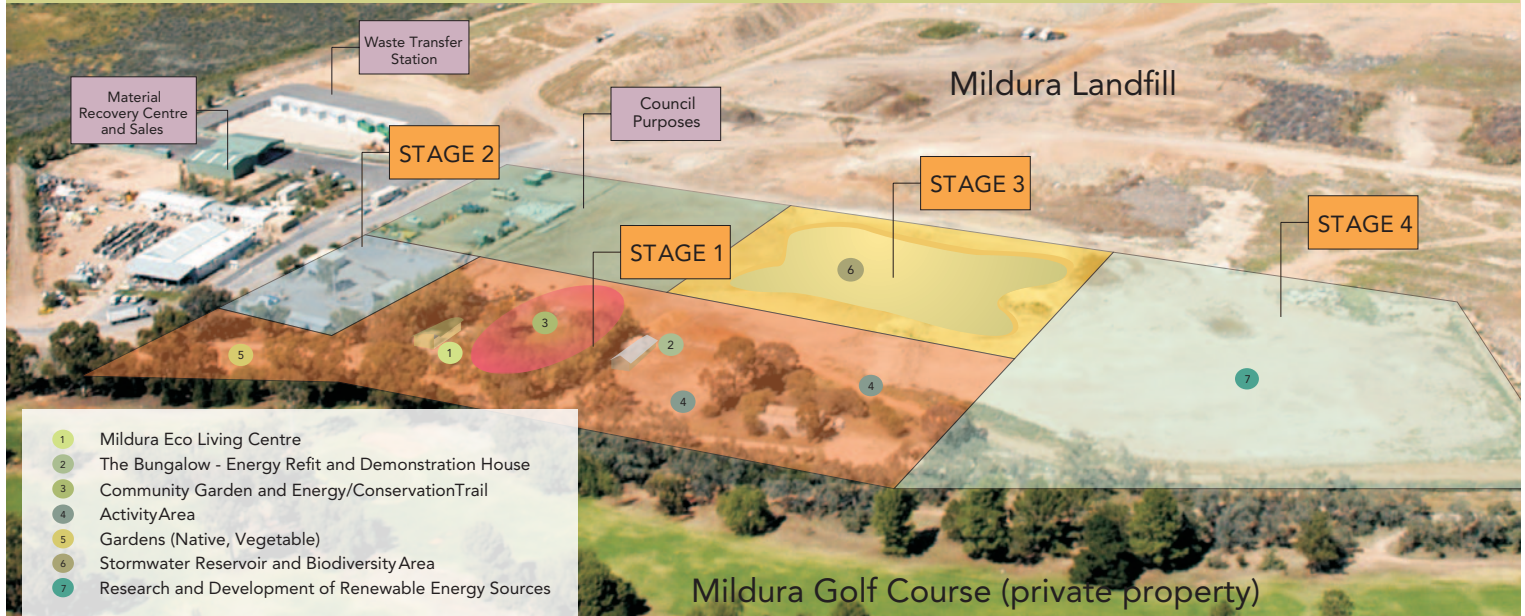 Waste Transfer
Station
Mildura Landfill
Material
Recovery Centre
and Sales
Council
Purposes
STAGE 2
STAGE 3
STAGE 4
STAGE 1
6
3
5
1
2
4
4
7
1 Mildura Eco Living Centre
2 The Bungalow - Energy Refit and Demonstration House
3 Community Garden and Energy/ConservationTrail
4 ActivityArea
5 Gardens (Native, Vegetable)
6 Stormwater Reservoir and BiodiversityArea
7 Research and Development of Renewable Energy Sources
Mildura Golf Course (private property)